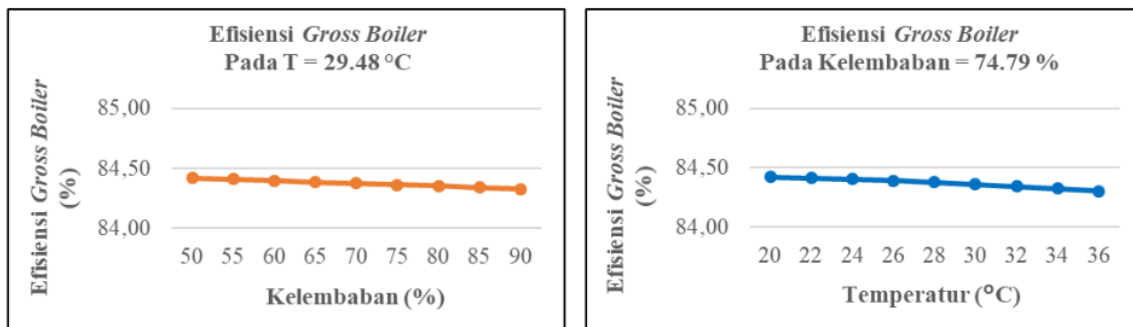 Efisiensi Gross Boiler
Pada T = 29.48 °C
Efisiensi Gross Boiler
(%)
85,00
84,50
84,00
50 55 60 65 70 75 80 85 90
Kelembaban (%)
Efisiensi Gross Boiler
Pada Kelembaban = 74.79 %
Efisiensi Gross Boiler
(%)
85,00
84,50
84,00
20 22 24 26 28 30 32 34 36
Temperatur (°C)